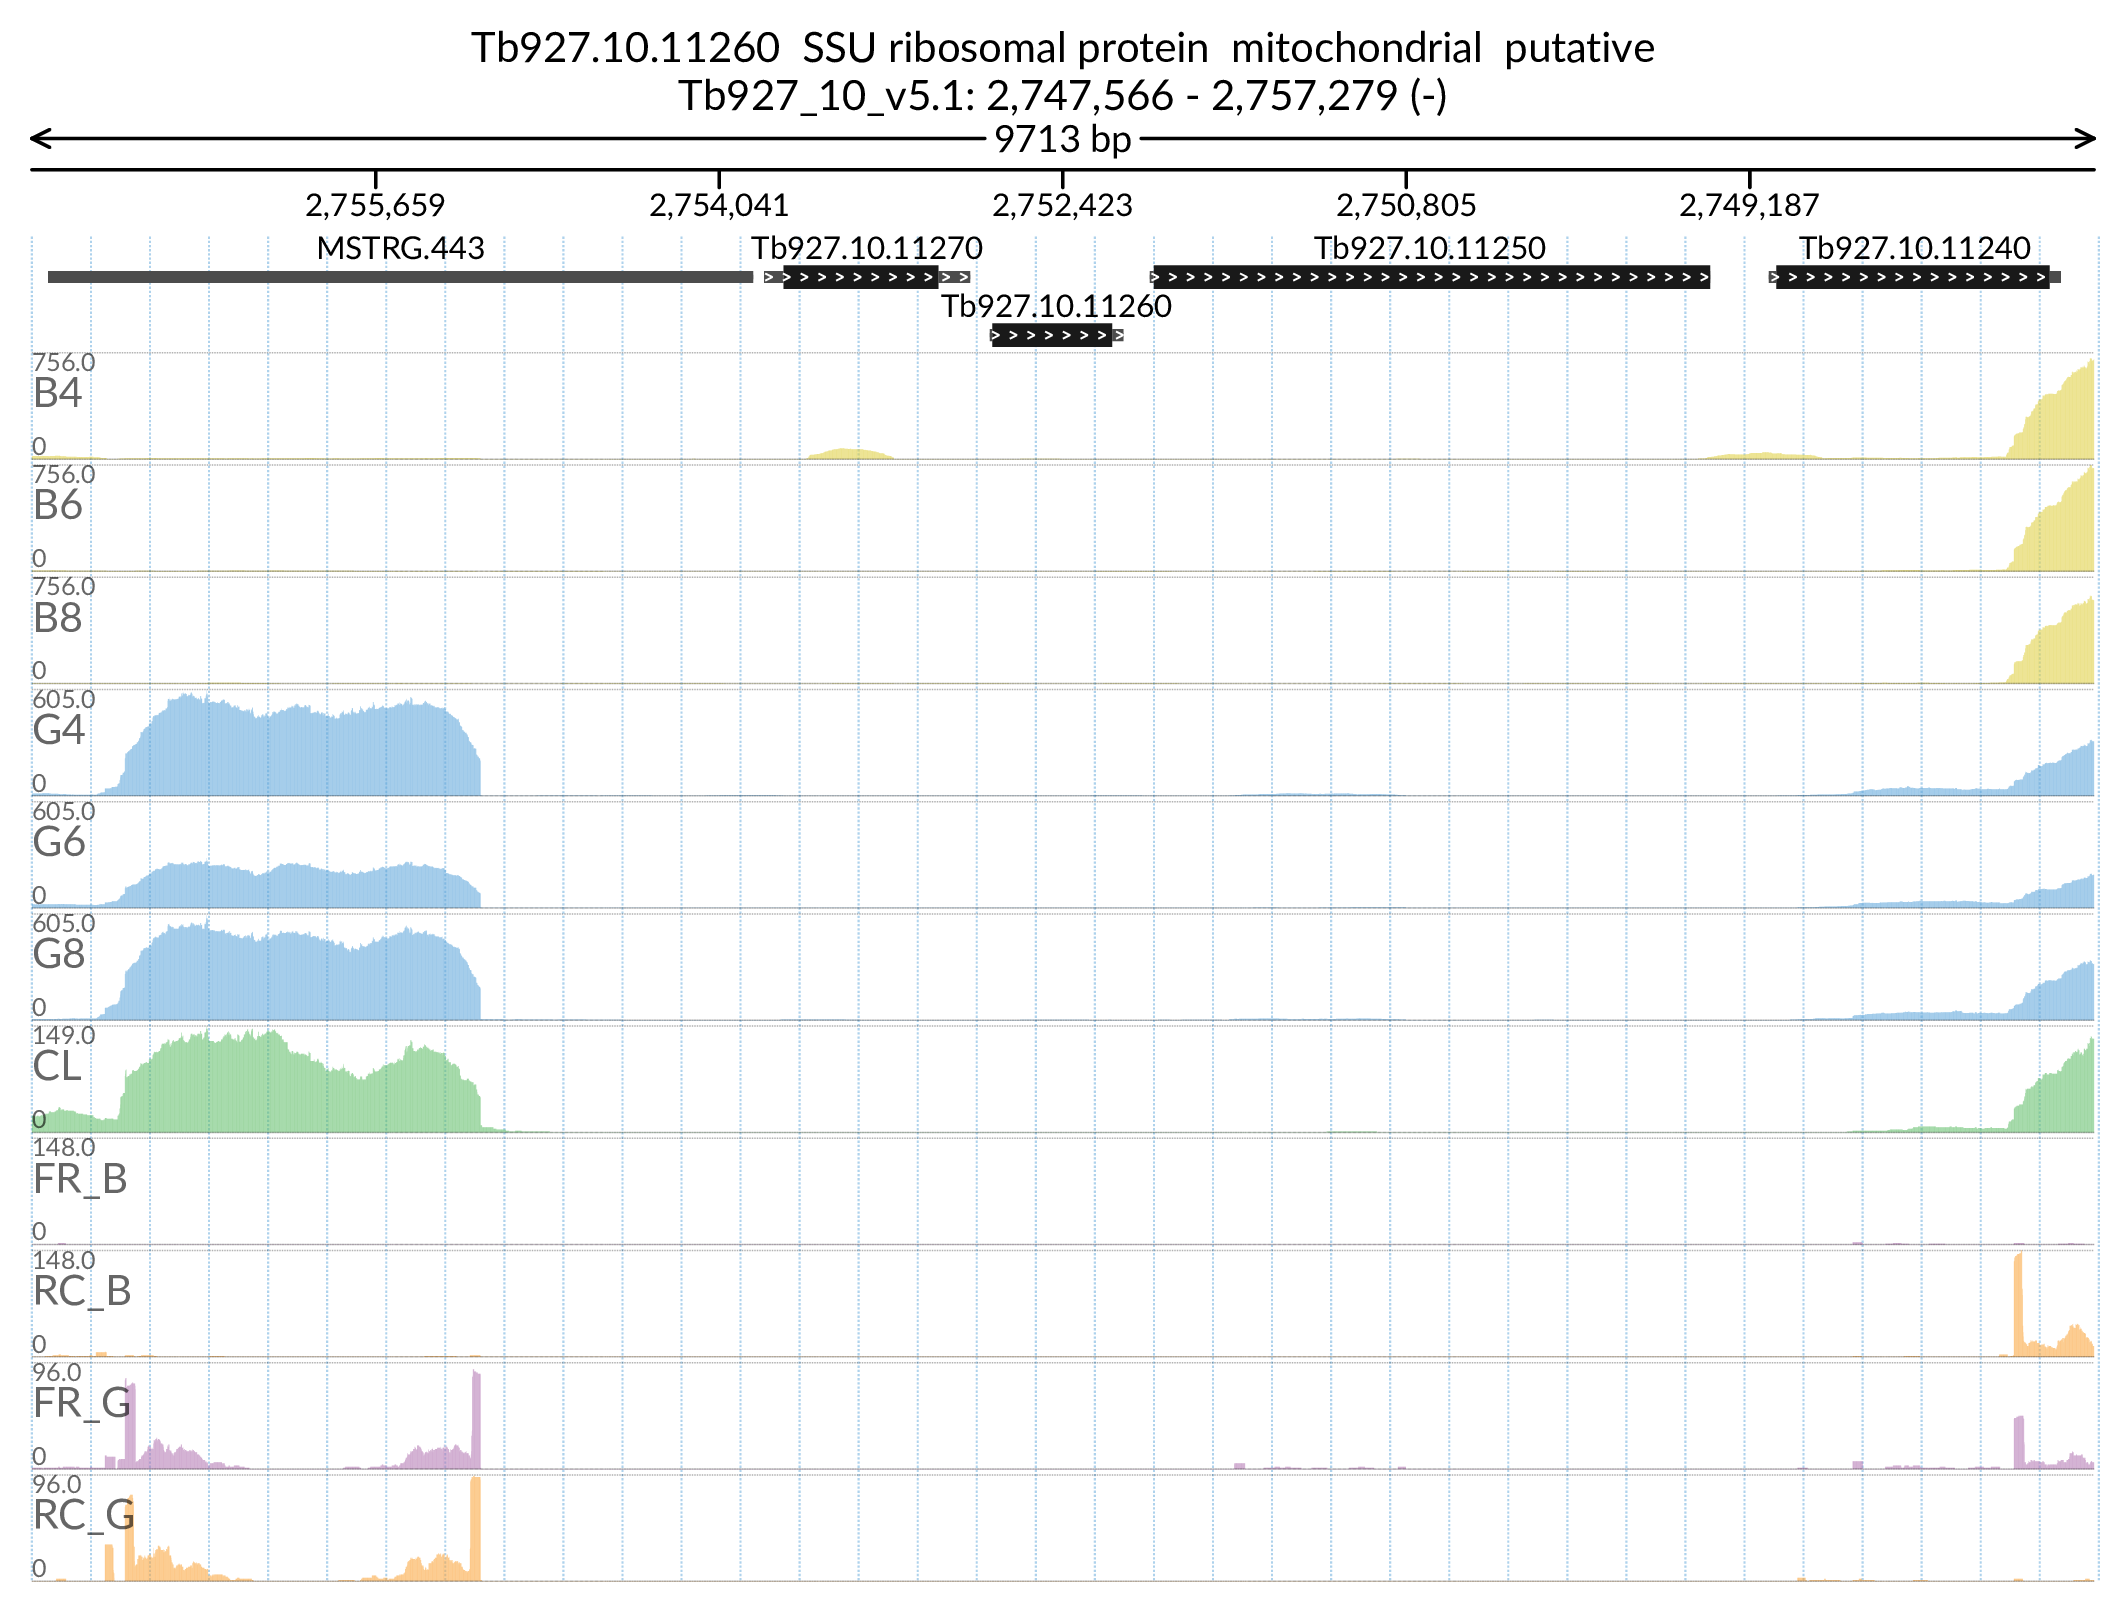 Tb927.10.11260  SSU ribosomal protein  mitochondrial  putative
Tb927_10_v5.1: 2,747,566 - 2,757,279 (-)
9713 bp
2,755,659 2,754,041 2,752,423 2,750,805 2,749,187
MSTRG.443 Tb927.10.11270 Tb927.10.11250 Tb927.10.11240
Tb927.10.11260
756.0
B4
0
756.0
B6
0
756.0
B8
0
605.0
G4
0
605.0
G6
0
605.0
G8
0
149.0
CL
0
148.0
FR_B
0
148.0
RC_B
0
96.0
FR_G
0
96.0
RC_G
0